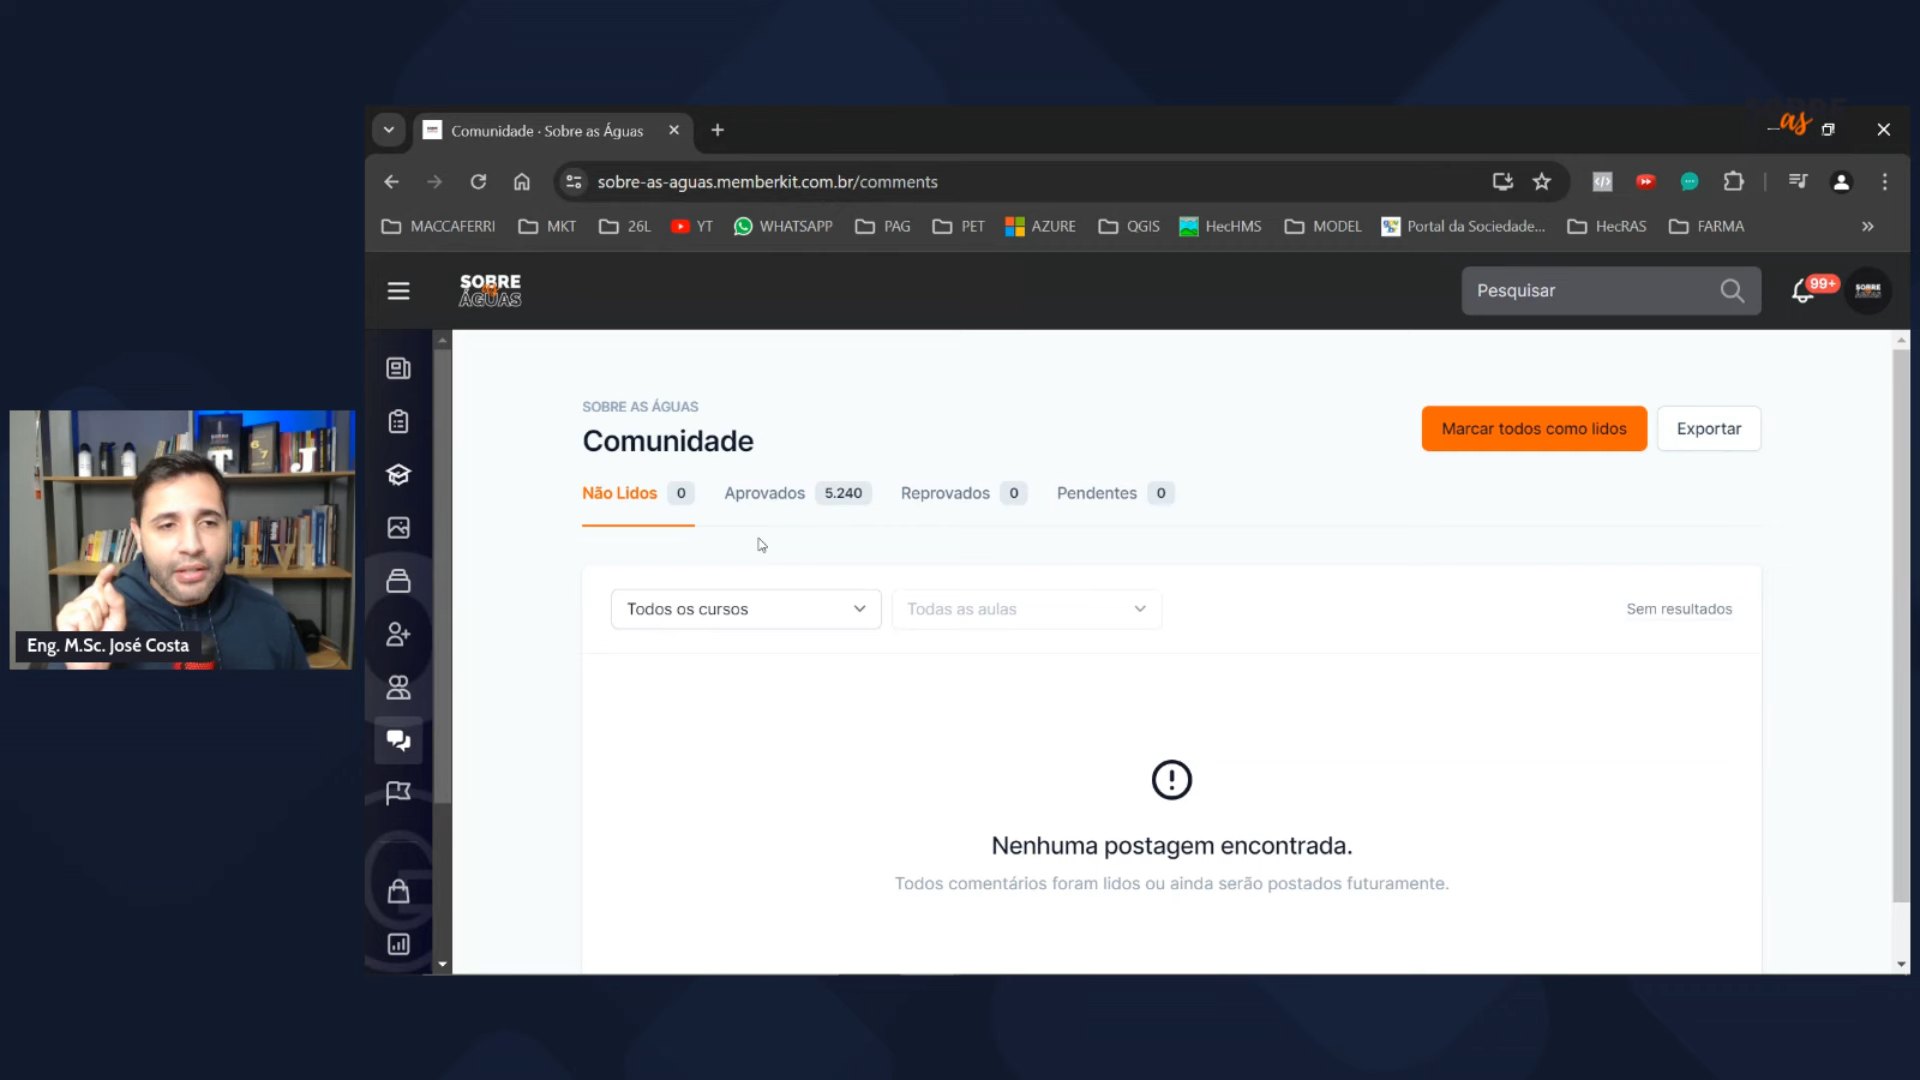 Comunidade · Sobre as Águas
as
sobre-as-aguas.memberkit.com.br/comments
MACCAFERRI MKT 26L YT WHATSAPP PAG PET AZURE QGIS HecHMS MODEL Portal da Sociedade... HecRAS FARMA
SOBRE
ÁGUAS
Pesquisar
99+
SOBRE AS ÁGUAS
Comunidade
Marcar todos como lidos
Exportar
Não Lidos 0 Aprovados 5.240 Reprovados 0 Pendentes 0
Todos os cursos
Todas as aulas
Sem resultados
Nenhuma postagem encontrada.
Todos comentários foram lidos ou ainda serão postados futuramente.
Eng. M.Sc. José Costa